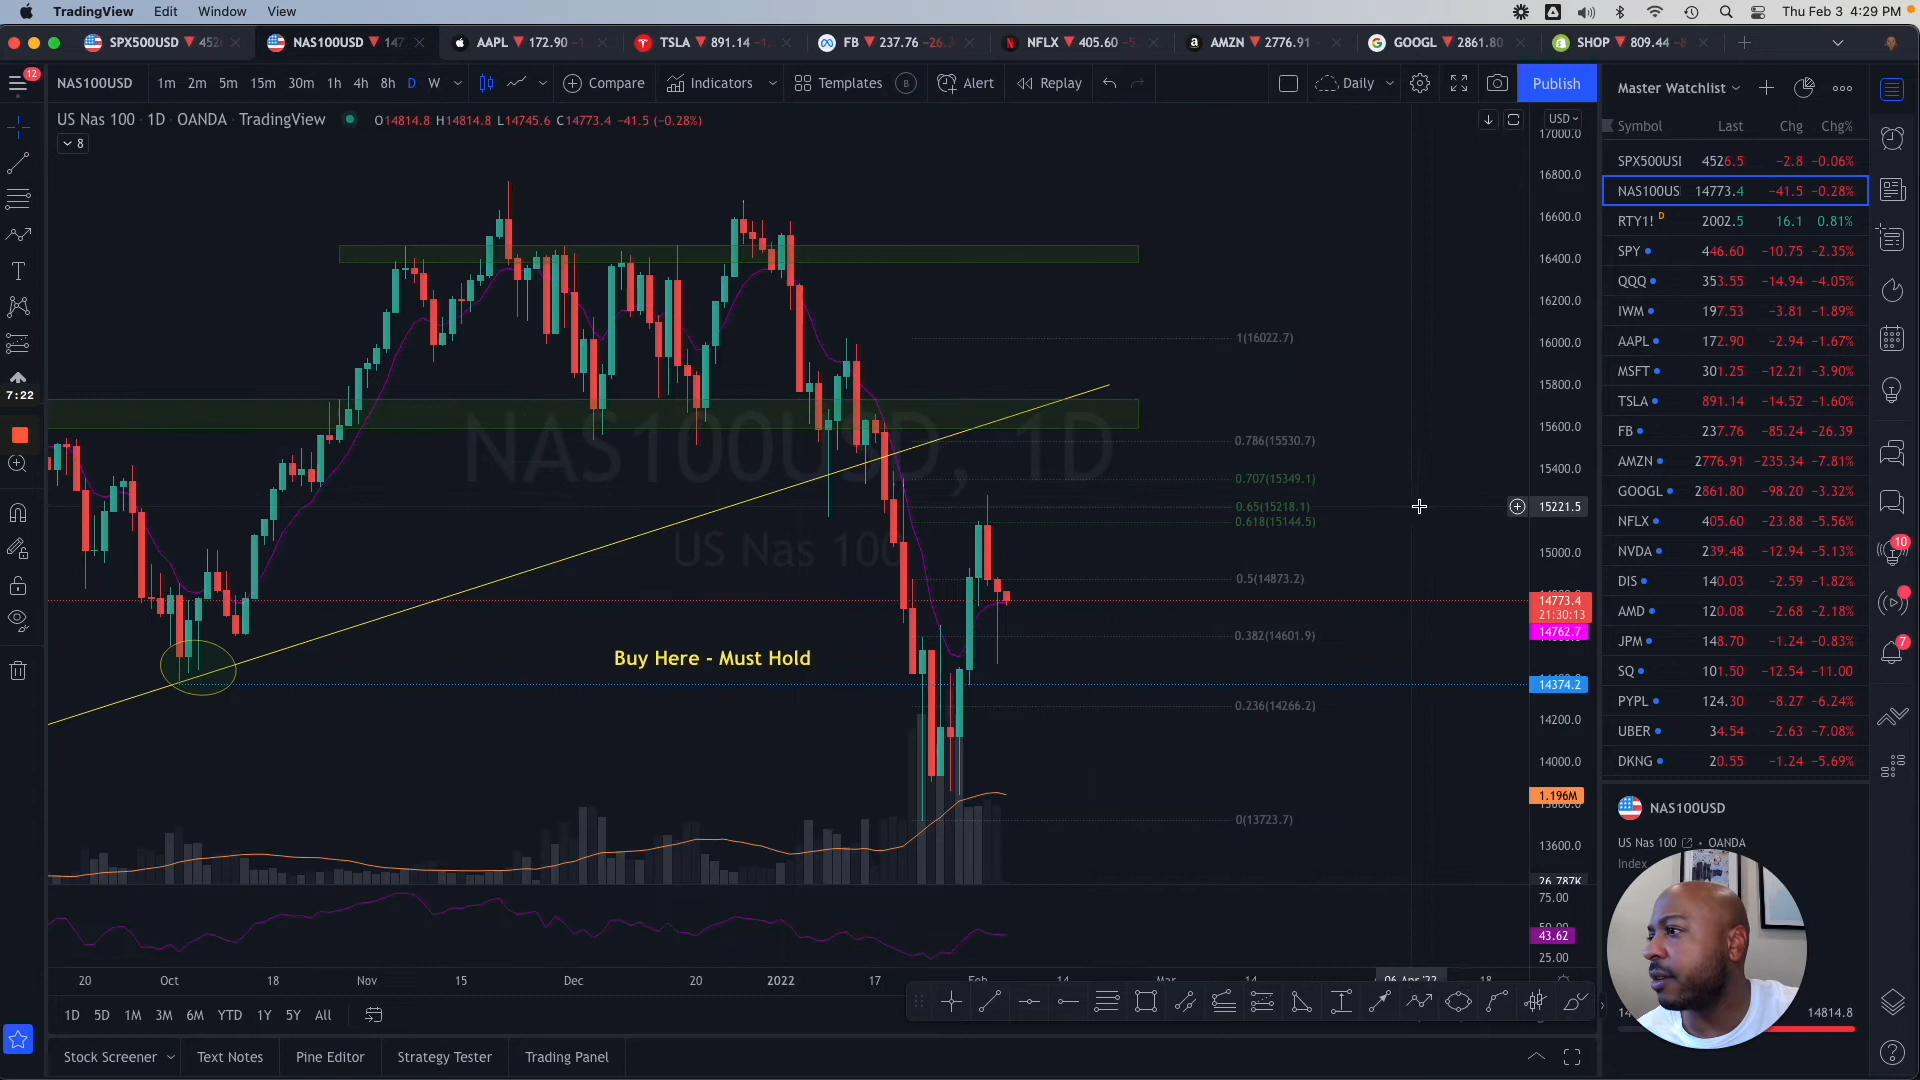 TradingView Edit Window View Thu Feb 3 4:29 PM
SPX500USD ▼ 452 NAS100USD ▼ 147 AAPL ▼ 172.90 -1 TSLA ▼ 891.14 -1 FB ▼ 237.76 -26.3 NFLX ▼ 405.60 -5 AMZN ▼ 2776.91 GOOGL ▼ 2861.80 SHOP ▼ 809.44
12
NAS100USD 1m 2m 5m 15m 30m 1h 4h 8h D W Compare Indicators Templates B Alert Replay Daily Publish
US Nas 100 · 1D · OANDA · TradingView O14814.8 H14814.8 L14745.6 C14773.4 -41.5 (-0.28%)
8
USD
17000.0
16800.0
16600.0
16400.0
16200.0
16000.0
15800.0
15600.0
15400.0
15221.5
15000.0
14773.4
21:30:13
14762.7
14374.2
14200.0
14000.0
1.196M
13600.0
26.787K
75.00
43.62
25.00
NAS100USD, 1D
US Nas 100
1(16022.7)
0.786(15530.7)
0.707(15349.1)
0.65(15218.1)
0.618(15144.5)
0.5(14873.2)
0.382(14601.9)
0.236(14266.2)
0(13723.7)
Buy Here - Must Hold
7:22
20 Oct 18 Nov 15 Dec 20 2022 17 Feb 14 Mar 14 06 Apr '22 18
1D 5D 1M 3M 6M YTD 1Y 5Y All
Stock Screener Text Notes Pine Editor Strategy Tester Trading Panel
Master Watchlist
Symbol Last Chg Chg%
SPX500USI 4526.5 -2.8 -0.06%
NAS100US 14773.4 -41.5 -0.28%
RTY1! D 2002.5 16.1 0.81%
SPY 446.60 -10.75 -2.35%
QQQ 353.55 -14.94 -4.05%
IWM 197.53 -3.81 -1.89%
AAPL 172.90 -2.94 -1.67%
MSFT 301.25 -12.21 -3.90%
TSLA 891.14 -14.52 -1.60%
FB 237.76 -85.24 -26.39
AMZN 2776.91 -235.34 -7.81%
GOOGL 2861.80 -98.20 -3.32%
NFLX 405.60 -23.88 -5.56%
NVDA 239.48 -12.94 -5.13%
DIS 140.03 -2.59 -1.82%
AMD 120.08 -2.68 -2.18%
JPM 148.70 -1.24 -0.83%
SQ 101.50 -12.54 -11.00
PYPL 124.30 -8.27 -6.24%
UBER 34.54 -2.63 -7.08%
DKNG 20.55 -1.24 -5.69%
NAS100USD
US Nas 100 · OANDA
Index
14814.8
10
7